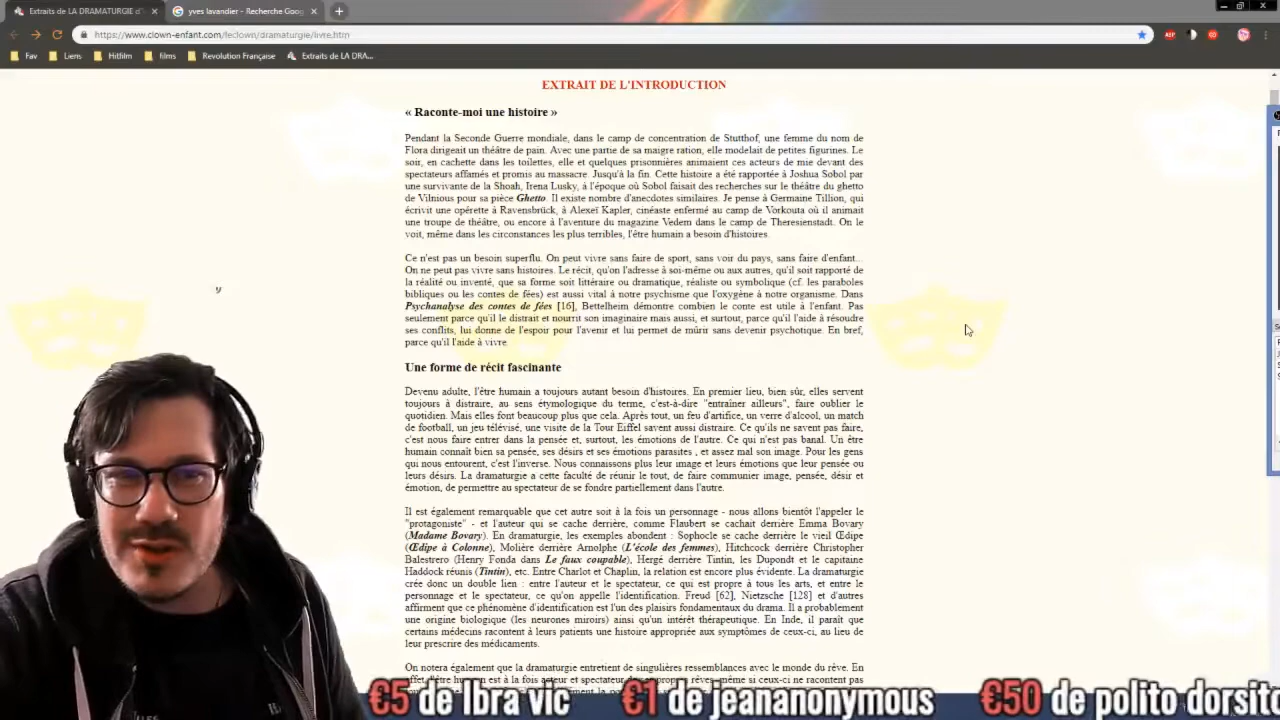 Extraits de LA DRAMATURGIE d'
yves lavandier - Recherche Goo
https://www.clown-enfant.com/leclown/dramaturgie/livre.htm
Fav Liens Hitfilm films Revolution Française Extraits de LA DRA...
EXTRAIT DE L'INTRODUCTION
« Raconte-moi une histoire »
Pendant la Seconde Guerre mondiale, dans le camp de concentration de Stutthof, une femme du nom de
Flora dirigeait un théâtre de pain. Avec une partie de sa maigre ration, elle modelait de petites figurines. Le
soir, en cachette dans les toilettes, elle et quelques prisonnières animaient ces acteurs de mie devant des
spectateurs affamés et promis au massacre. Jusqu'à la fin. Cette histoire a été rapportée à Joshua Sobol par
une survivante de la Shoah, Irena Lusky, à l'époque où Sobol faisait des recherches sur le théâtre du ghetto
de Vilnious pour sa pièce Ghetto. Il existe nombre d'anecdotes similaires. Je pense à Germaine Tillion, qui
écrivit une opérette à Ravensbrück, à Alexeï Kapler, cinéaste enfermé au camp de Vorkouta où il animait
une troupe de théâtre, ou encore à l'aventure du magazine Vedem dans le camp de Theresienstadt. On le
voit, même dans les circonstances les plus terribles, l'être humain a besoin d'histoires.
Ce n'est pas un besoin superflu. On peut vivre sans faire de sport, sans voir du pays, sans faire d'enfant...
On ne peut pas vivre sans histoires. Le récit, qu'on l'adresse à soi-même ou aux autres, qu'il soit rapporté de
la réalité ou inventé, que sa forme soit littéraire ou dramatique, réaliste ou symbolique (cf. les paraboles
bibliques ou les contes de fées) est aussi vital à notre psychisme que l'oxygène à notre organisme. Dans
Psychanalyse des contes de fées [16], Bettelheim démontre combien le conte est utile à l'enfant. Pas
seulement parce qu'il le distrait et nourrit son imaginaire mais aussi, et surtout, parce qu'il l'aide à résoudre
ses conflits, lui donne de l'espoir pour l'avenir et lui permet de mûrir sans devenir psychotique. En bref,
parce qu'il l'aide à vivre
Une forme de récit fascinante
Devenu adulte, l'être humain a toujours autant besoin d'histoires. En premier lieu, bien sûr, elles servent
toujours à distraire, au sens étymologique du terme, c'est-à-dire "entraîner ailleurs", faire oublier le
quotidien. Mais elles font beaucoup plus que cela. Après tout, un feu d'artifice, un verre d'alcool, un match
de football, un jeu télévisé, une visite de la Tour Eiffel savent aussi distraire. Ce qu'ils ne savent pas faire,
c'est nous faire entrer dans la pensée et, surtout, les émotions de l'autre. Ce qui n'est pas banal. Un être
humain connaît bien sa pensée, ses désirs et ses émotions parasites , et assez mal son image. Pour les gens
qui nous entourent, c'est l'inverse. Nous connaissons plus leur image et leurs émotions que leur pensée ou
leurs désirs. La dramaturgie a cette faculté de réunir le tout, de faire communier image, pensée, désir et
émotion, de permettre au spectateur de se fondre partiellement dans l'autre.
Il est également remarquable que cet autre soit à la fois un personnage - nous allons bientôt l'appeler le
"protagoniste" - et l'auteur qui se cache derrière, comme Flaubert se cachait derrière Emma Bovary
(Madame Bovary). En dramaturgie, les exemples abondent : Sophocle se cache derrière le vieil Œdipe
(Œdipe à Colonne), Molière derrière Arnolphe (L'école des femmes), Hitchcock derrière Christopher
Balestrero (Henry Fonda dans Le faux coupable), Hergé derrière Tintin, les Dupondt et le capitaine
Haddock réunis (Tintin), etc. Entre Charlot et Chaplin, la relation est encore plus évidente. La dramaturgie
crée donc un double lien : entre l'auteur et le spectateur, ce qui est propre à tous les arts, et entre le
personnage et le spectateur, ce qu'on appelle l'identification. Freud [62], Nietzsche [128] et d'autres
affirment que ce phénomène d'identification est l'un des plaisirs fondamentaux du drama. Il a probablement
une origine biologique (les neurones miroirs) ainsi qu'un intérêt thérapeutique. En Inde, il paraît que
certains médecins racontent à leurs patients une histoire appropriée aux symptômes de ceux-ci, au lieu de
leur prescrire des médicaments.
On notera également que la dramaturgie entretient de singulières ressemblances avec le monde du rêve. En
effet, l'être humain est à la fois acteur et spectateur de ses propres rêves, même si ceux-ci ne racontent pas
€5 de Ibra vic €1 de jeananonymous €50 de polito dorsito